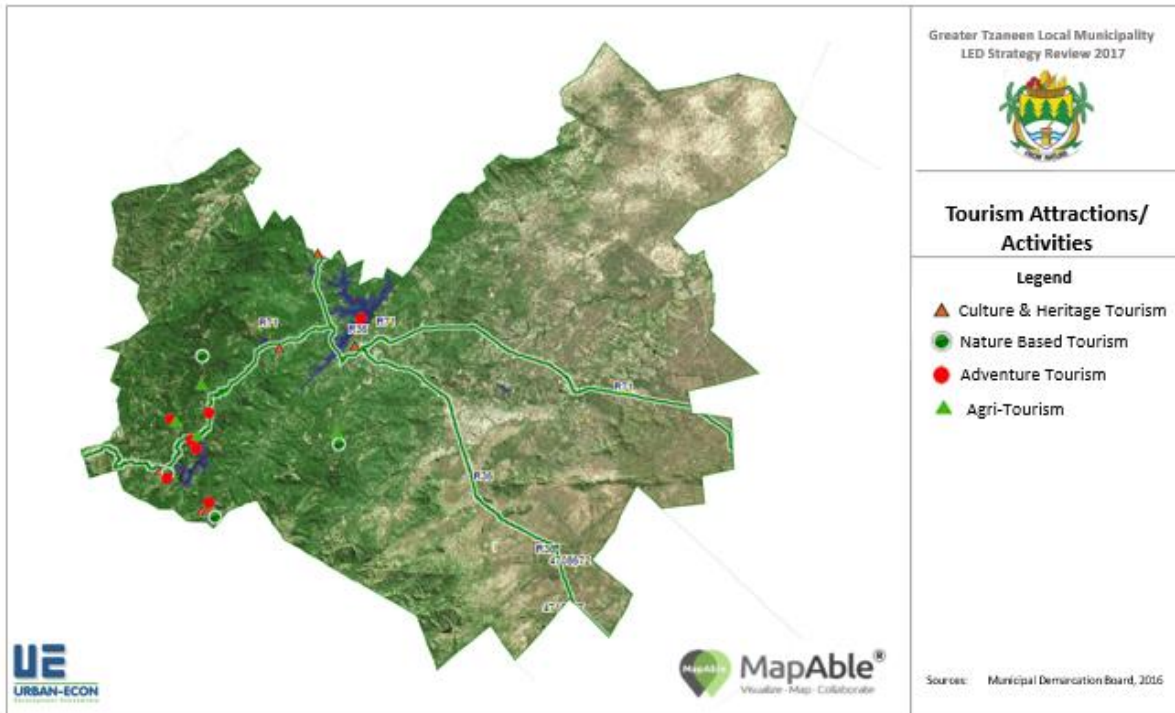 Greater Tzaneen Local Municipality
LED Strategy Review 2017
Tourism Attractions/
Activities
Legend
Culture & Heritage Tourism
Nature Based Tourism
Adventure Tourism
Agri-Tourism
R71
R36
R71
R71
R36
UE
URBAN-ECON
MapAble
MapAble®
Visualize · Map · Collaborate
Sources: Municipal Demarcation Board, 2016